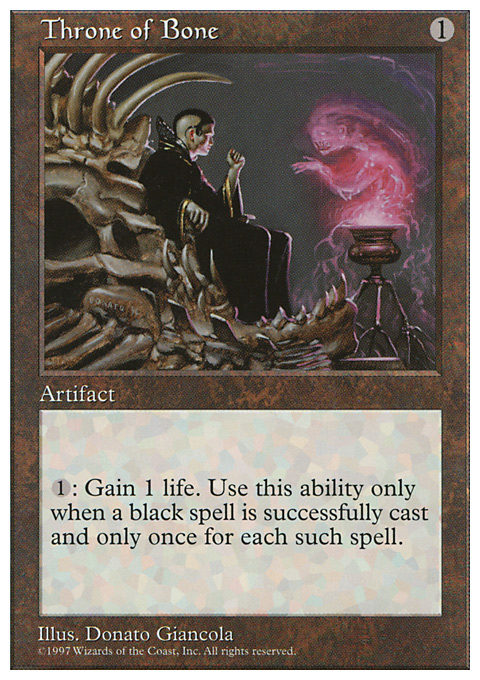 Throne of Bone 1
DONATO
Artifact
1: Gain 1 life. Use this ability only
when a black spell is successfully cast
and only once for each such spell.
Illus. Donato Giancola
©1997 Wizards of the Coast, Inc. All rights reserved.